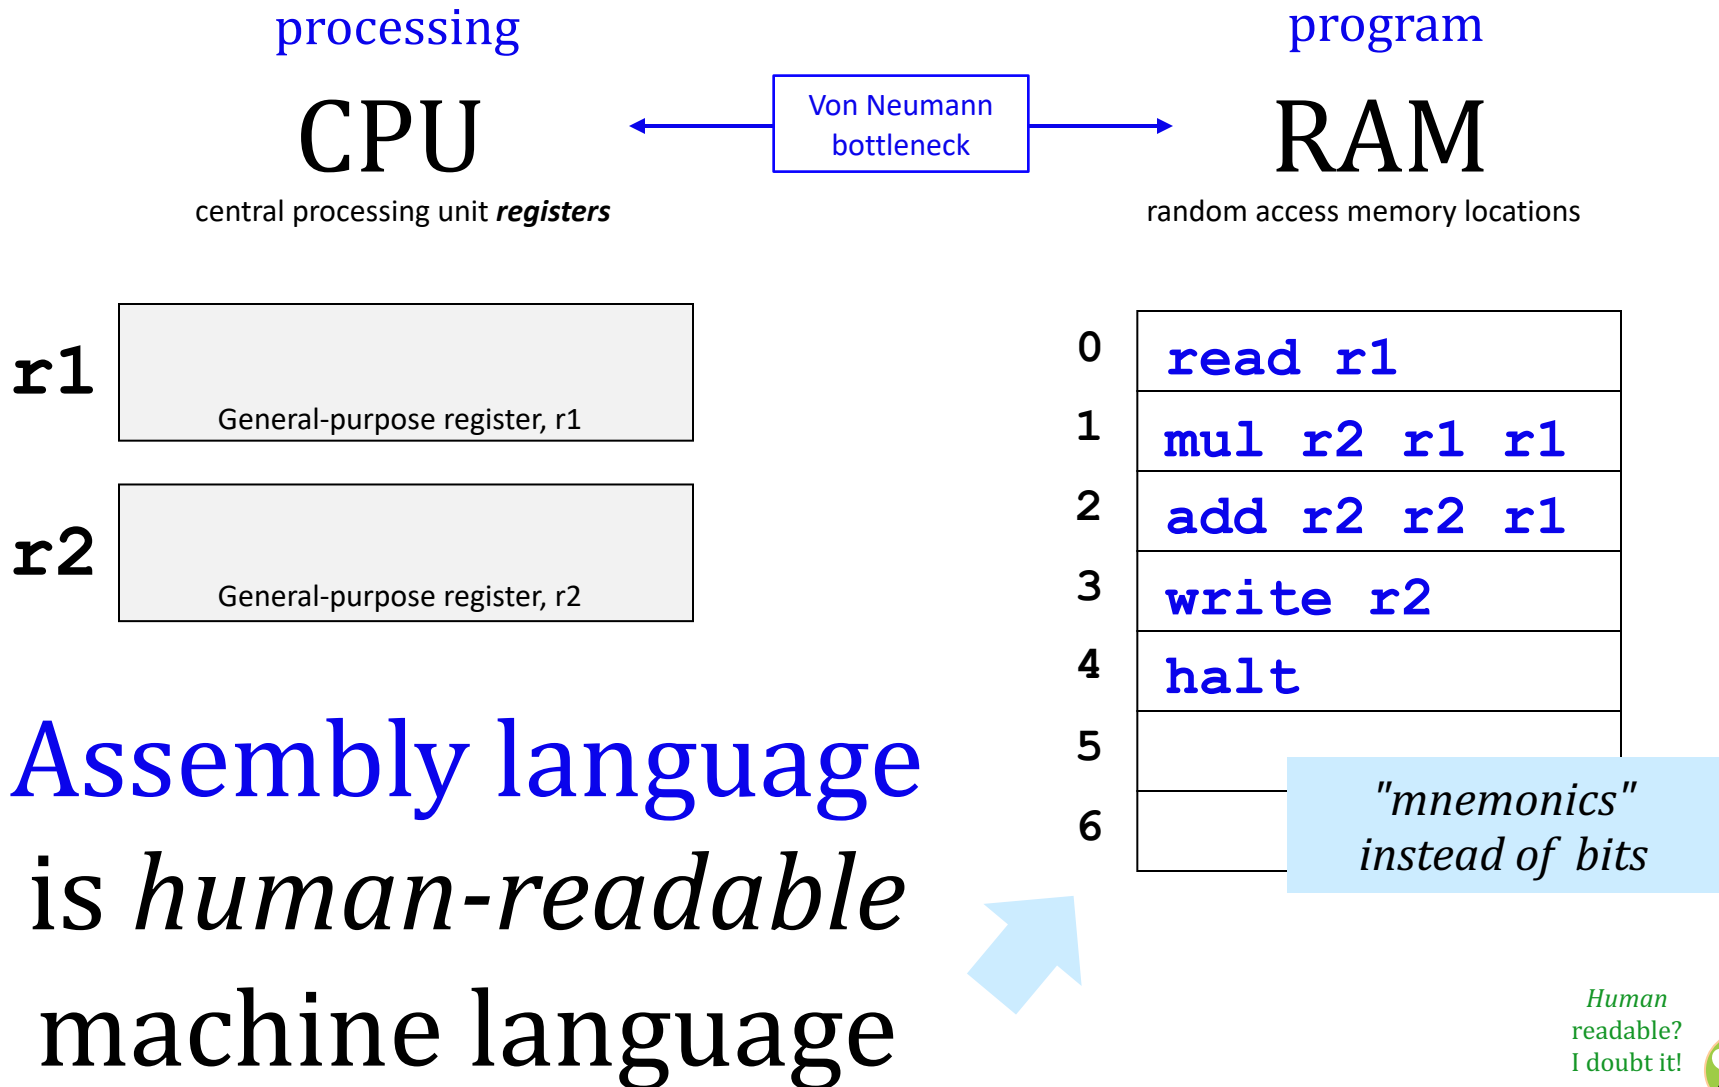 processing
program
CPU
Von Neumann
bottleneck
RAM
central processing unit registers
random access memory locations
r1
General-purpose register, r1
r2
General-purpose register, r2
0 read r1
1 mul r2 r1 r1
2 add r2 r2 r1
3 write r2
4 halt
5
6
"mnemonics"
instead of bits
Assembly language
is human-readable
machine language
Human
readable?
I doubt it!